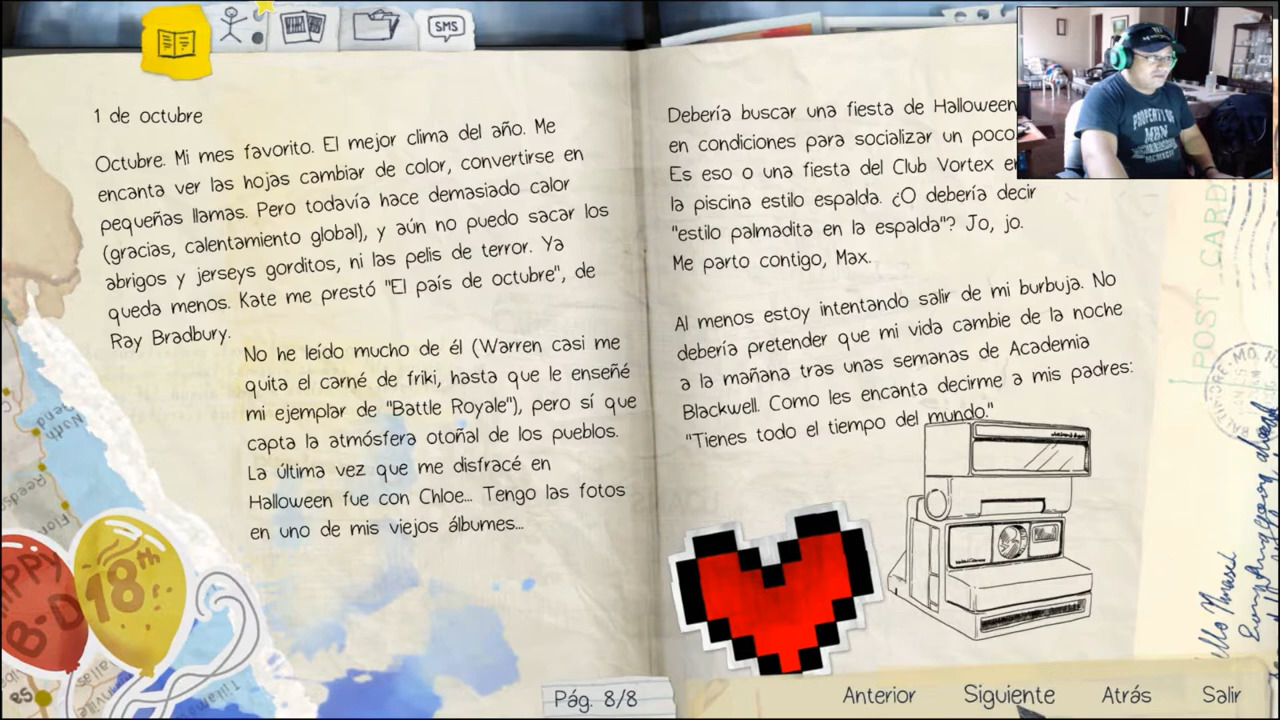 SMS
1 de octubre
Octubre. Mi mes favorito. El mejor clima del año. Me
encanta ver las hojas cambiar de color, convertirse en
pequeñas llamas. Pero todavía hace demasiado calor
(gracias, calentamiento global), y aún no puedo sacar los
abrigos y jerseys gorditos, ni las pelis de terror. Ya
queda menos. Kate me prestó "El país de octubre", de
Ray Bradbury.
No he leído mucho de él (Warren casi me
quita el carné de friki, hasta que le enseñé
mi ejemplar de "Battle Royale"), pero sí que
capta la atmósfera otoñal de los pueblos.
La última vez que me disfracé en
Halloween fue con Chloe... Tengo las fotos
en uno de mis viejos álbumes...
Debería buscar una fiesta de Halloween
en condiciones para socializar un poco
Es eso o una fiesta del Club Vortex
la piscina estilo espalda. ¿O debería decir
"estilo palmadita en la espalda"? Jo, jo.
Me parto contigo, Max.
Al menos estoy intentando salir de mi burbuja. No
debería pretender que mi vida cambie de la noche
a la mañana tras unas semanas de Academia
Blackwell. Como les encanta decirme a mis padres:
"Tienes todo el tiempo del mundo."
PROPERTY OF
POST CARD
North
Bend
B-D
18th
85
Pág. 8/8
Anterior
Siguiente
Atrás
Salir